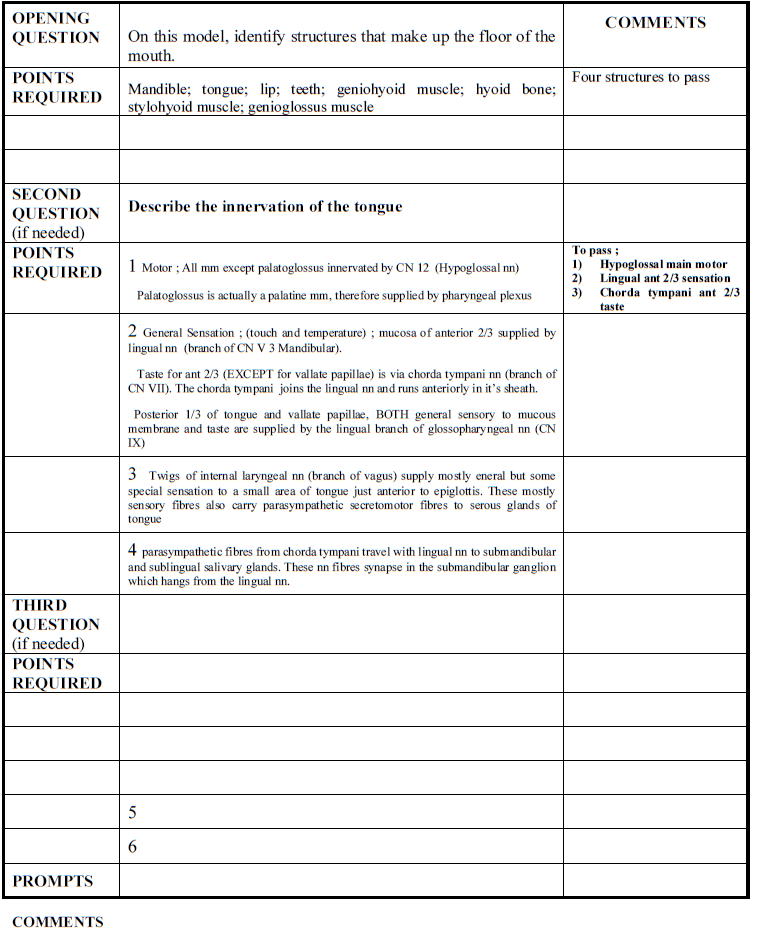 OPENING QUESTION
On this model, identify structures that make up the floor of the
mouth.
COMMENTS
POINTS REQUIRED
Mandible; tongue; lip; teeth; geniohyoid muscle; hyoid bone;
stylohyoid muscle; genioglossus muscle
Four structures to pass
SECOND QUESTION (if needed)
Describe the innervation of the tongue
POINTS REQUIRED
1 Motor ; All mm except palatoglossus innervated by CN 12 (Hypoglossal nn)
Palatoglossus is actually a palatine mm, therefore supplied by pharyngeal plexus
To pass ;
1) Hypoglossal main motor
2) Lingual ant 2/3 sensation
3) Chorda tympani ant 2/3
taste
2 General Sensation ; (touch and temperature) ; mucosa of anterior 2/3 supplied by
lingual nn (branch of CN V 3 Mandibular).
Taste for ant 2/3 (EXCEPT for vallate papillae) is via chorda tympani nn (branch of
CN VII). The chorda tympani joins the lingual nn and runs anteriorly in it's sheath.
Posterior 1/3 of tongue and vallate papillae, BOTH general sensory to mucous
membrane and taste are supplied by the lingual branch of glossopharyngeal nn (CN
IX)
3 Twigs of internal laryngeal nn (branch of vagus) supply mostly eneral but some
special sensation to a small area of tongue just anterior to epiglottis. These mostly
sensory fibres also carry parasympathetic secretomotor fibres to serous glands of
tongue
4 parasympathetic fibres from chorda tympani travel with lingual nn to submandibular
and sublingual salivary glands. These nn fibres synapse in the submandibular ganglion
which hangs from the lingual nn.
THIRD QUESTION (if needed)
POINTS REQUIRED
5
6
PROMPTS
COMMENTS